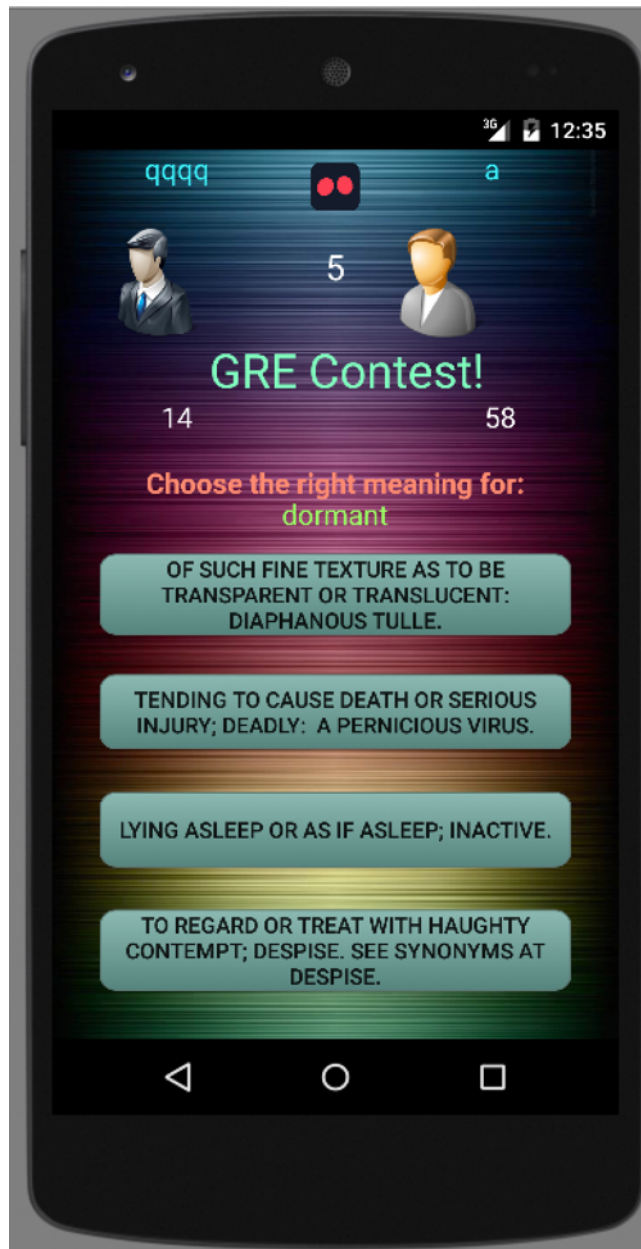 3G 12:35
qqqq a
5
GRE Contest!
14 58
Choose the right meaning for:
dormant
OF SUCH FINE TEXTURE AS TO BE
TRANSPARENT OR TRANSLUCENT:
DIAPHANOUS TULLE.
TENDING TO CAUSE DEATH OR SERIOUS
INJURY; DEADLY:  A PERNICIOUS VIRUS.
LYING ASLEEP OR AS IF ASLEEP; INACTIVE.
TO REGARD OR TREAT WITH HAUGHTY
CONTEMPT; DESPISE. SEE SYNONYMS AT
DESPISE.